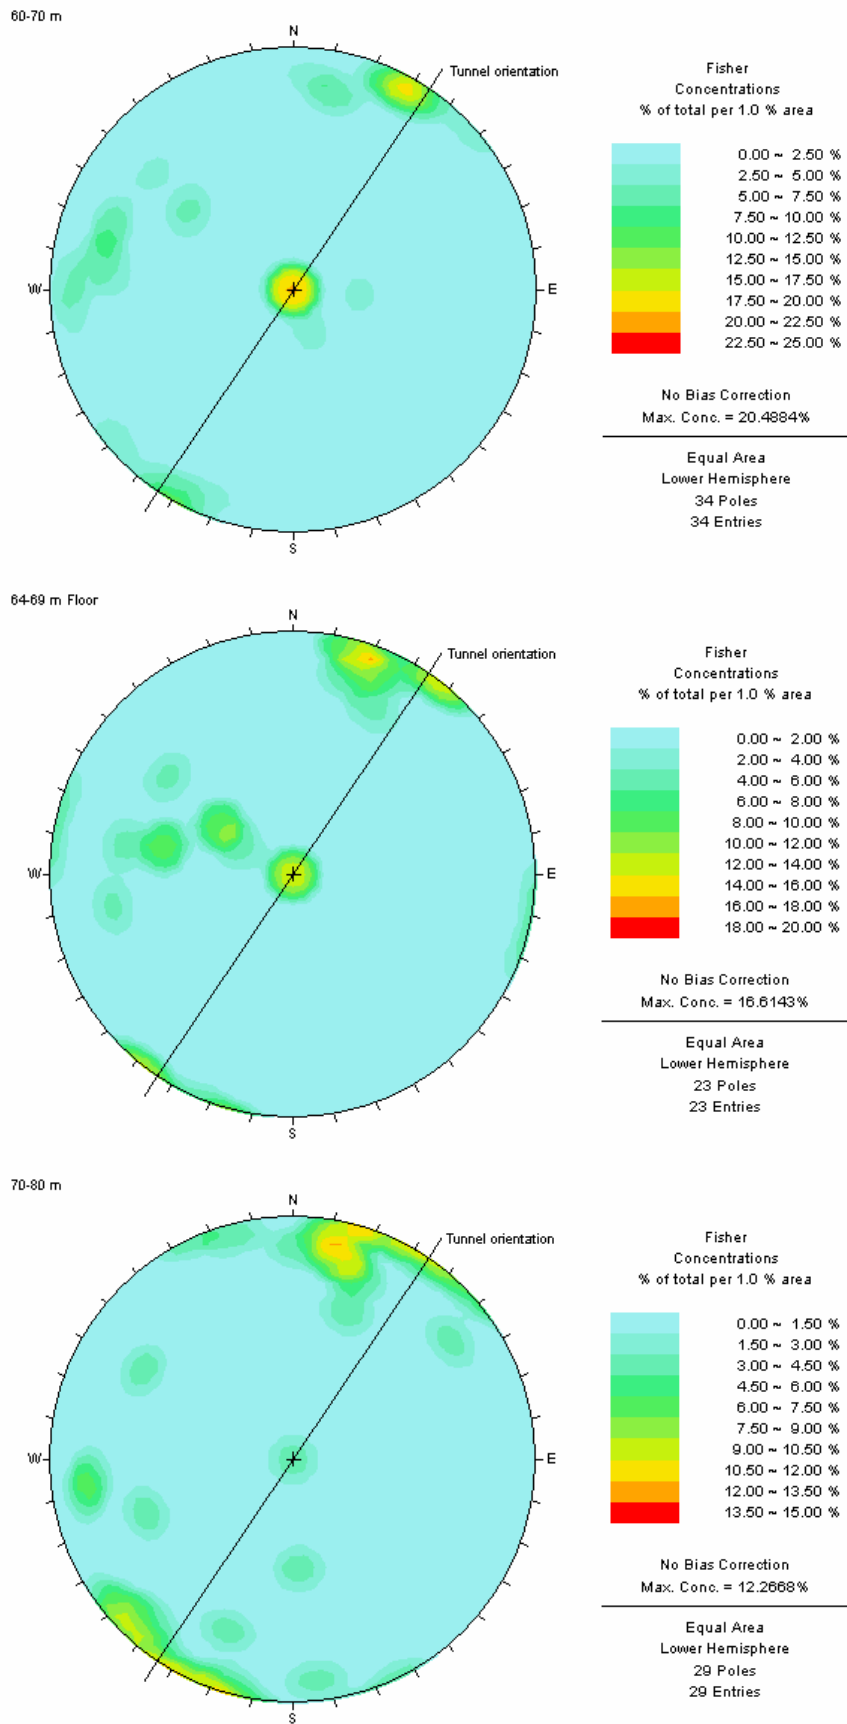 60-70 m
N
Tunnel orientation
W
E
S
Fisher
Concentrations
% of total per 1.0 % area
0.00 ~ 2.50 %
2.50 ~ 5.00 %
5.00 ~ 7.50 %
7.50 ~ 10.00 %
10.00 ~ 12.50 %
12.50 ~ 15.00 %
15.00 ~ 17.50 %
17.50 ~ 20.00 %
20.00 ~ 22.50 %
22.50 ~ 25.00 %
No Bias Correction
Max. Conc. = 20.4884%
Equal Area
Lower Hemisphere
34 Poles
34 Entries
64-69 m Floor
N
Tunnel orientation
W
E
S
Fisher
Concentrations
% of total per 1.0 % area
0.00 ~ 2.00 %
2.00 ~ 4.00 %
4.00 ~ 6.00 %
6.00 ~ 8.00 %
8.00 ~ 10.00 %
10.00 ~ 12.00 %
12.00 ~ 14.00 %
14.00 ~ 16.00 %
16.00 ~ 18.00 %
18.00 ~ 20.00 %
No Bias Correction
Max. Conc. = 16.6143%
Equal Area
Lower Hemisphere
23 Poles
23 Entries
70-80 m
N
Tunnel orientation
W
E
S
Fisher
Concentrations
% of total per 1.0 % area
0.00 ~ 1.50 %
1.50 ~ 3.00 %
3.00 ~ 4.50 %
4.50 ~ 6.00 %
6.00 ~ 7.50 %
7.50 ~ 9.00 %
9.00 ~ 10.50 %
10.50 ~ 12.00 %
12.00 ~ 13.50 %
13.50 ~ 15.00 %
No Bias Correction
Max. Conc. = 12.2668%
Equal Area
Lower Hemisphere
29 Poles
29 Entries